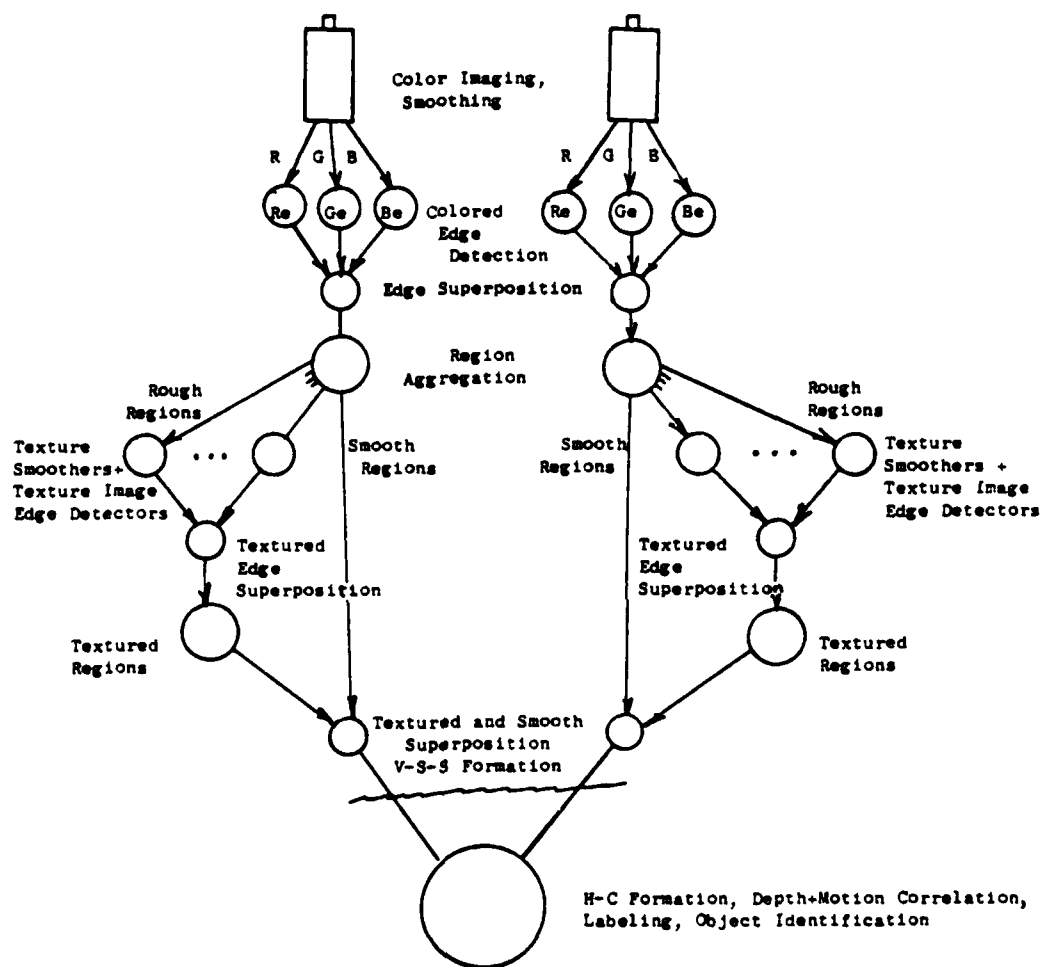 Color Imaging,
Smoothing
R G B R G B
Re Ge Be Colored Re Ge Be
Edge
Detection
Edge Superposition
Region
Aggregation
Rough
Regions
Rough
Regions
Texture
Smoothers+
Texture Image
Edge Detectors
...
Smooth
Regions
Smooth
Regions
...
Texture
Smoothers +
Texture Image
Edge Detectors
Textured
Edge
Superposition
Textured
Edge
Superposition
Textured
Regions
Textured
Regions
Textured and Smooth
Superposition
V-S-S Formation
H-C Formation, Depth+Motion Correlation,
Labeling, Object Identification